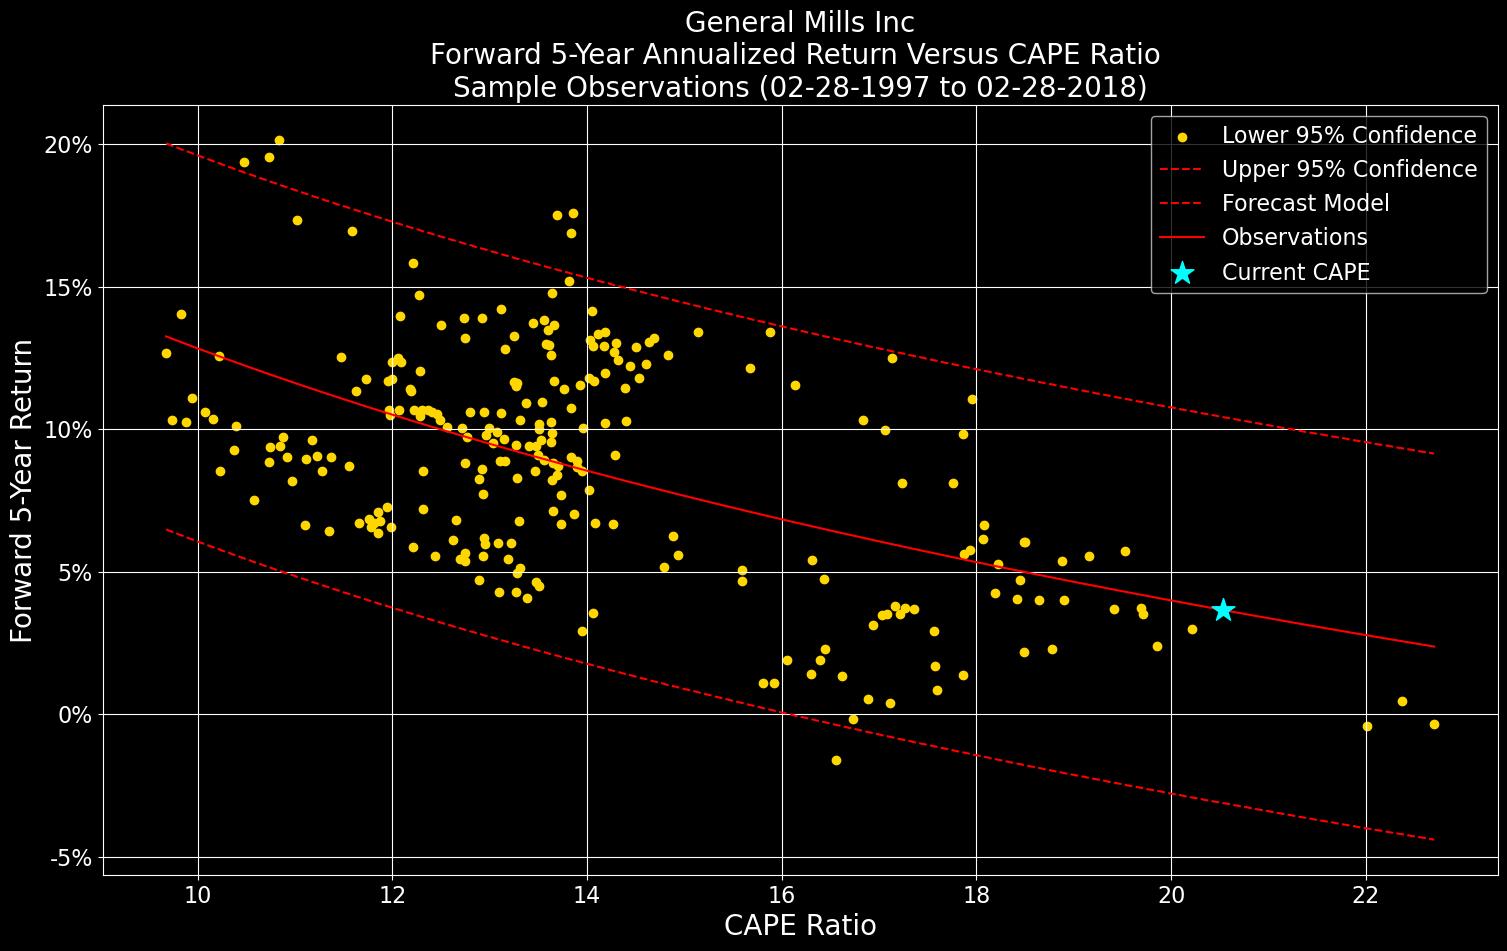 General Mills Inc
Forward 5-Year Annualized Return Versus CAPE Ratio
Sample Observations (02-28-1997 to 02-28-2018)
Lower 95% Confidence
Upper 95% Confidence
Forecast Model
Observations
Current CAPE
Forward 5-Year Return
20%
15%
10%
5%
0%
-5%
10 12 14 16 18 20 22
CAPE Ratio